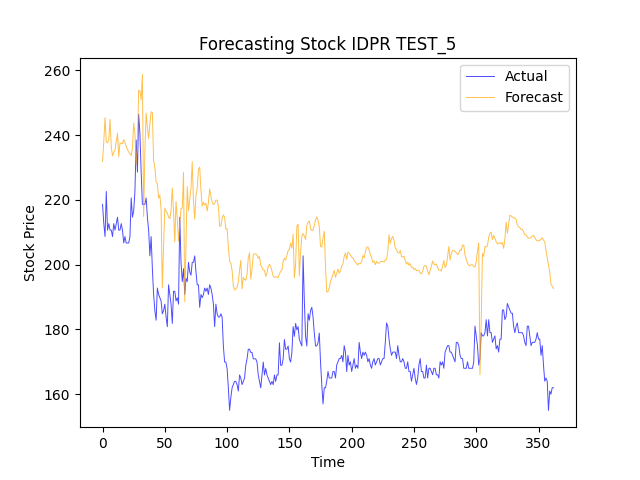 Forecasting Stock IDPR TEST_5
Actual
Forecast
260
240
220
200
180
160
Stock Price
0 50 100 150 200 250 300 350
Time